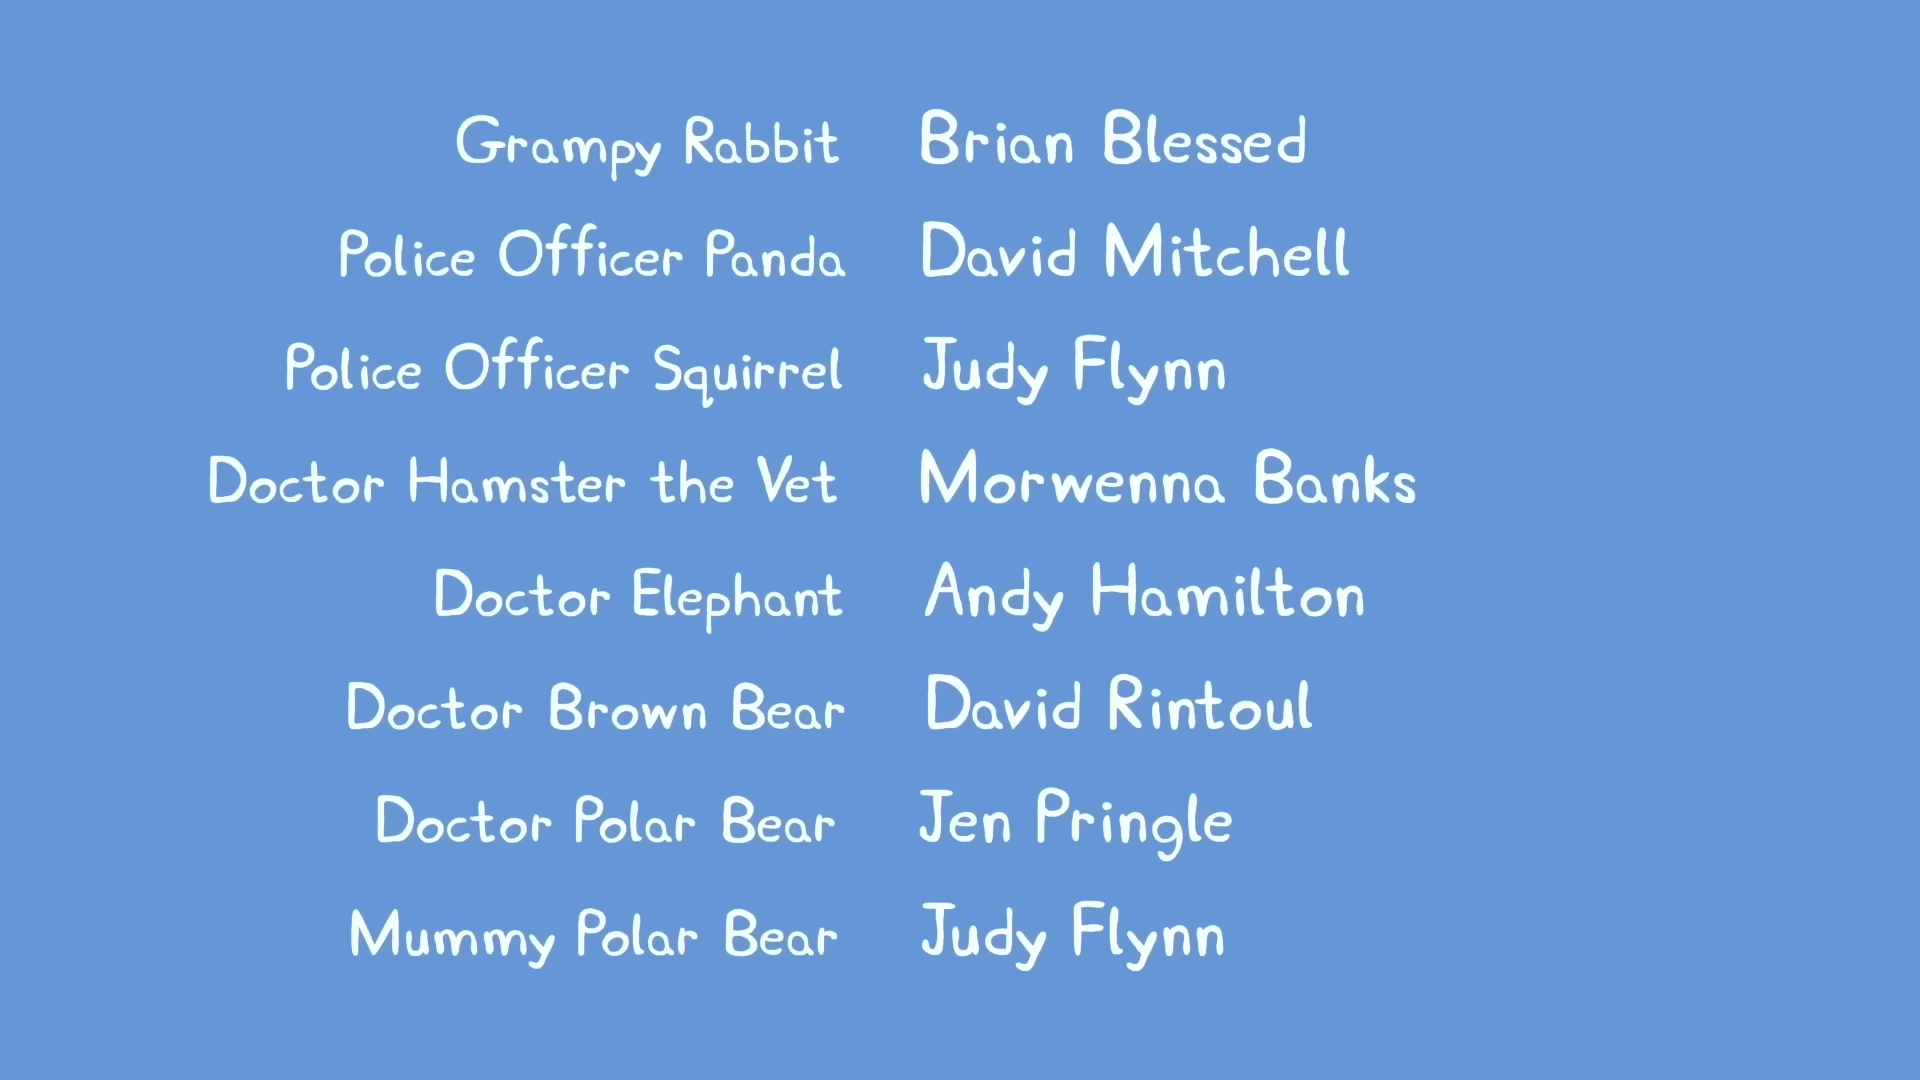 Grampy Rabbit Brian Blessed
Police Officer Panda David Mitchell
Police Officer Squirrel Judy Flynn
Doctor Hamster the Vet Morwenna Banks
Doctor Elephant Andy Hamilton
Doctor Brown Bear David Rintoul
Doctor Polar Bear Jen Pringle
Mummy Polar Bear Judy Flynn